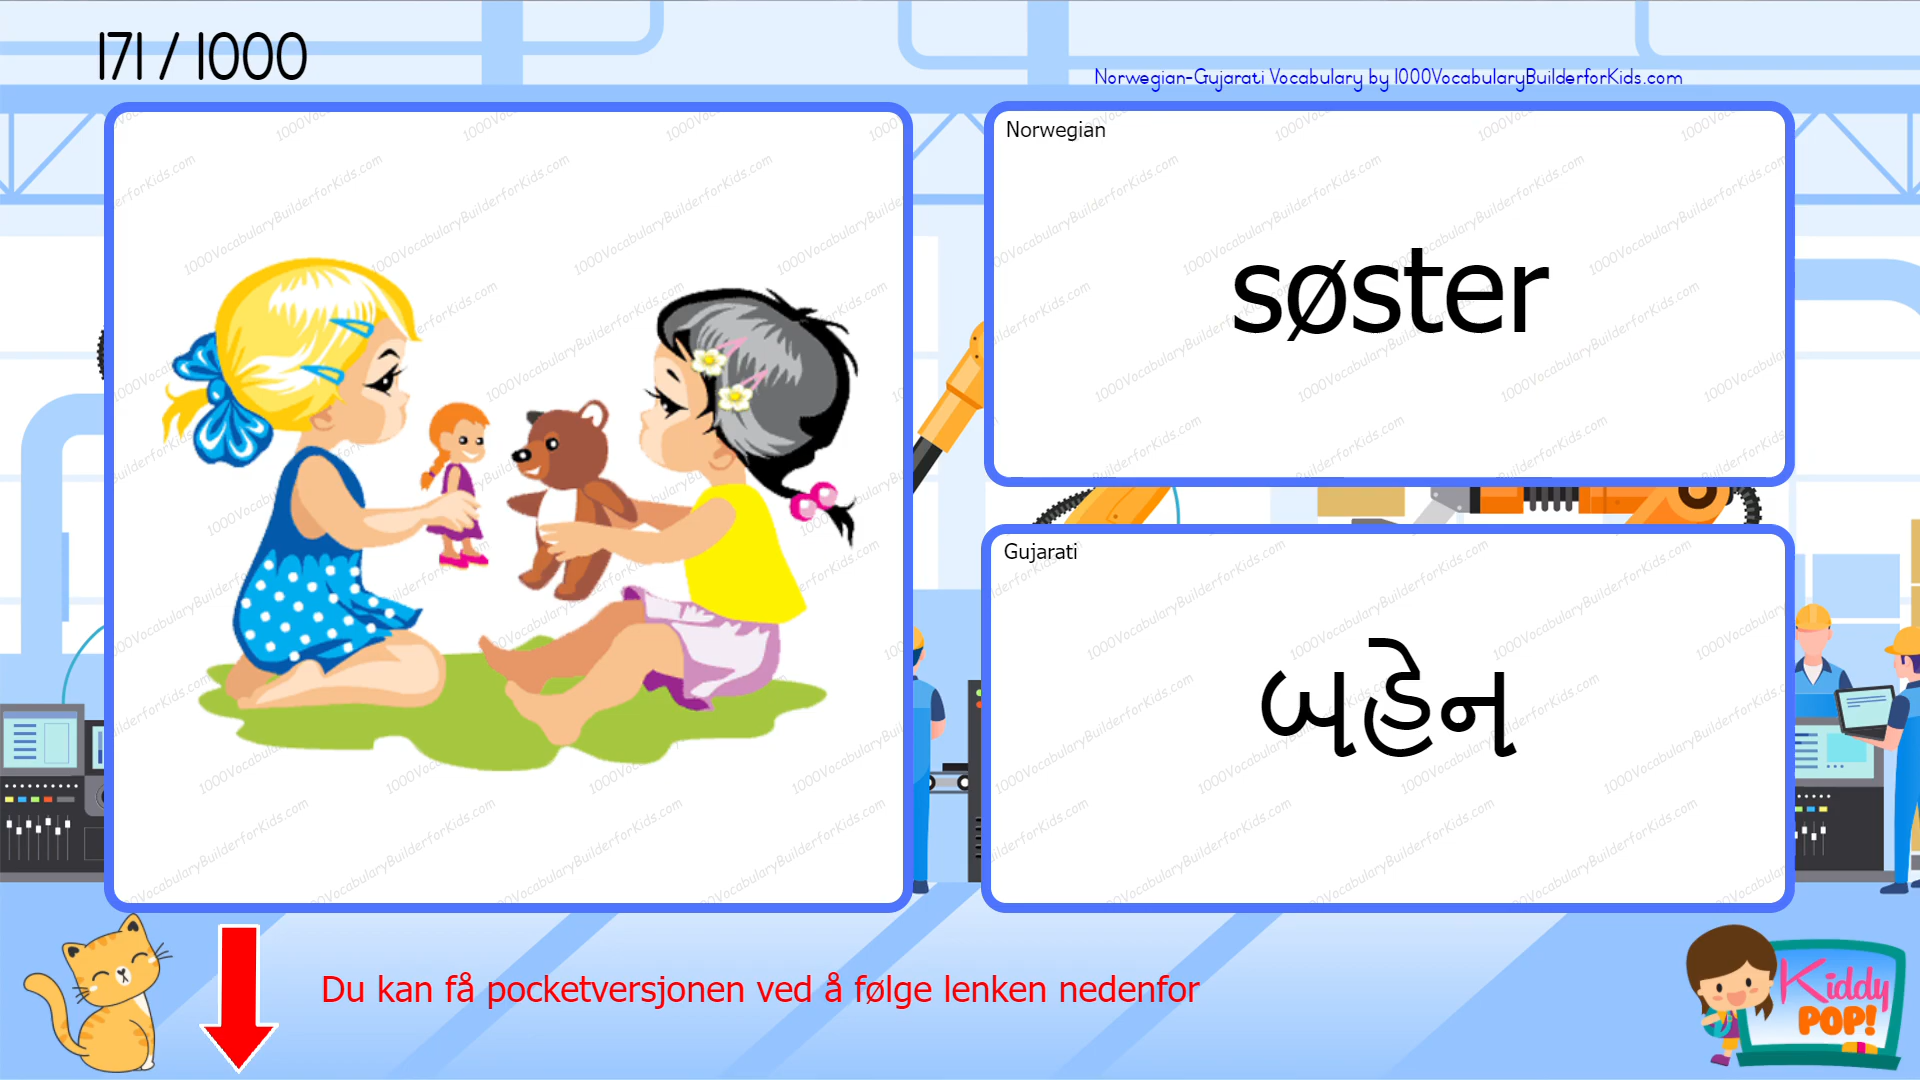 171 / 1000
Norwegian-Gujarati Vocabulary by 1000VocabularyBuilderforKids.com
Norwegian
søster
Gujarati
બહેન
Du kan få pocketversjonen ved å følge lenken nedenfor
Kiddy
POP!